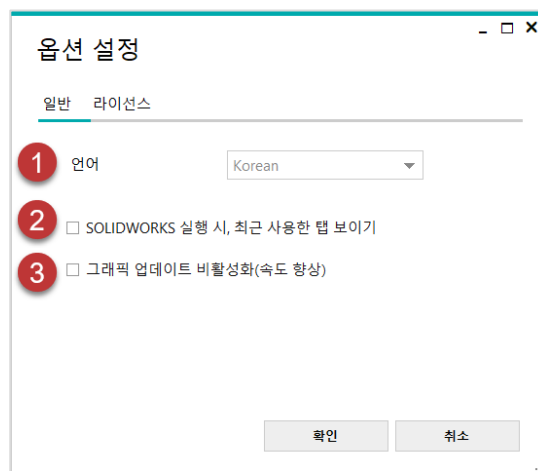 옵션 설정
일반 라이선스
1 언어 Korean
2 SOLIDWORKS 실행 시, 최근 사용한 탭 보이기
3 그래픽 업데이트 비활성화(속도 향상)
확인 취소